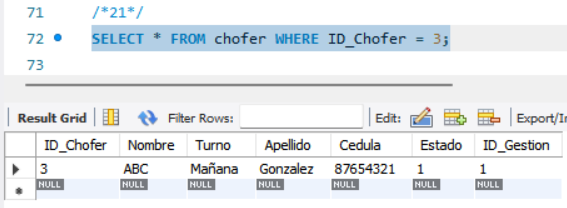 71 /*21*/
72 SELECT * FROM chofer WHERE ID_Chofer = 3;
73
Result Grid Filter Rows: Edit: Export/In
ID_Chofer Nombre Turno Apellido Cedula Estado ID_Gestion
3 ABC Mañana Gonzalez 87654321 1 1
NULL NULL NULL NULL NULL NULL NULL